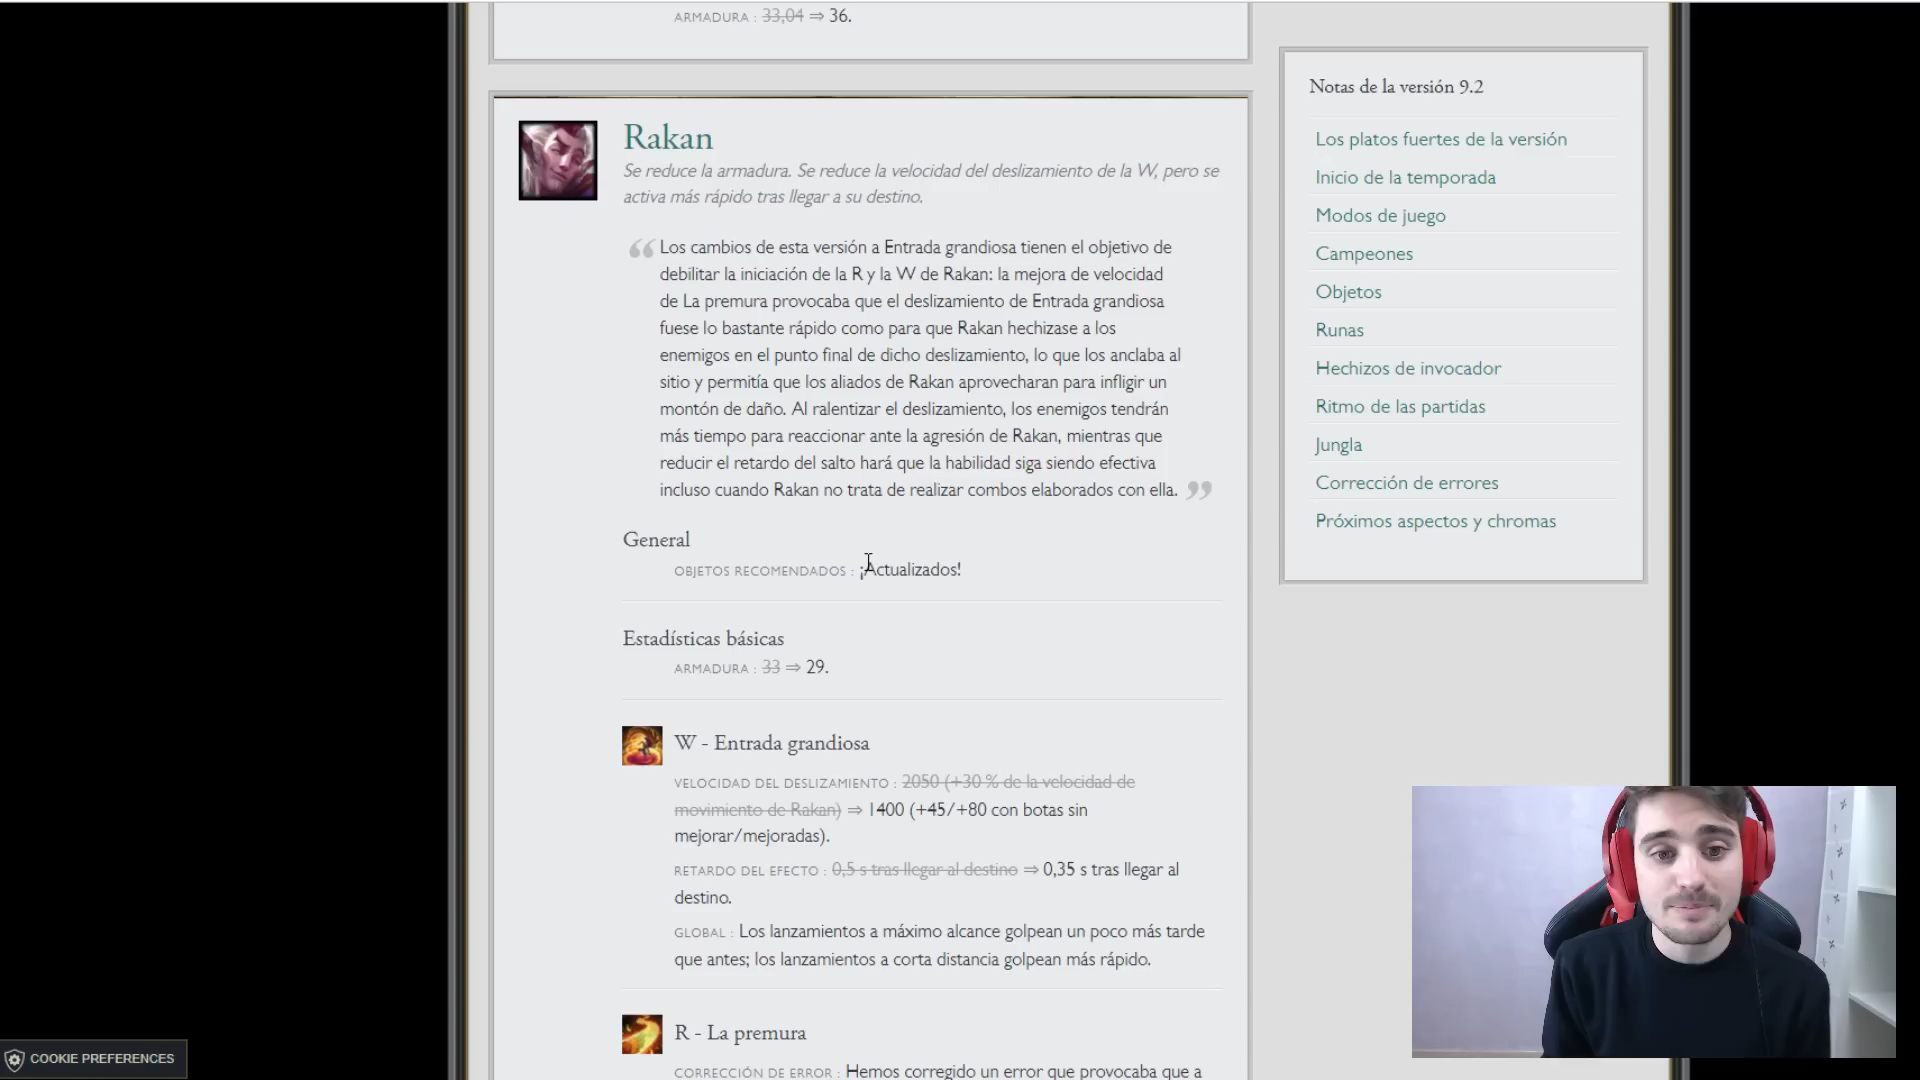 ARMADURA : 33,04 ⇒ 36.
Rakan
Se reduce la armadura. Se reduce la velocidad del deslizamiento de la W, pero se
activa más rápido tras llegar a su destino.
“ Los cambios de esta versión a Entrada grandiosa tienen el objetivo de
debilitar la iniciación de la R y la W de Rakan: la mejora de velocidad
de La premura provocaba que el deslizamiento de Entrada grandiosa
fuese lo bastante rápido como para que Rakan hechizase a los
enemigos en el punto final de dicho deslizamiento, lo que los anclaba al
sitio y permitía que los aliados de Rakan aprovecharan para infligir un
montón de daño. Al ralentizar el deslizamiento, los enemigos tendrán
más tiempo para reaccionar ante la agresión de Rakan, mientras que
reducir el retardo del salto hará que la habilidad siga siendo efectiva
incluso cuando Rakan no trata de realizar combos elaborados con ella. ”
General
OBJETOS RECOMENDADOS : ¡Actualizados!
Estadísticas básicas
ARMADURA : 33 ⇒ 29.
W - Entrada grandiosa
VELOCIDAD DEL DESLIZAMIENTO : 2050 (+30 % de la velocidad de
movimiento de Rakan) ⇒ 1400 (+45/+80 con botas sin
mejorar/mejoradas).
RETARDO DEL EFECTO : 0,5 s tras llegar al destino ⇒ 0,35 s tras llegar al
destino.
GLOBAL : Los lanzamientos a máximo alcance golpean un poco más tarde
que antes; los lanzamientos a corta distancia golpean más rápido.
R - La premura
CORRECCIÓN DE ERROR : Hemos corregido un error que provocaba que a
Notas de la versión 9.2
Los platos fuertes de la versión
Inicio de la temporada
Modos de juego
Campeones
Objetos
Runas
Hechizos de invocador
Ritmo de las partidas
Jungla
Corrección de errores
Próximos aspectos y chromas
COOKIE PREFERENCES